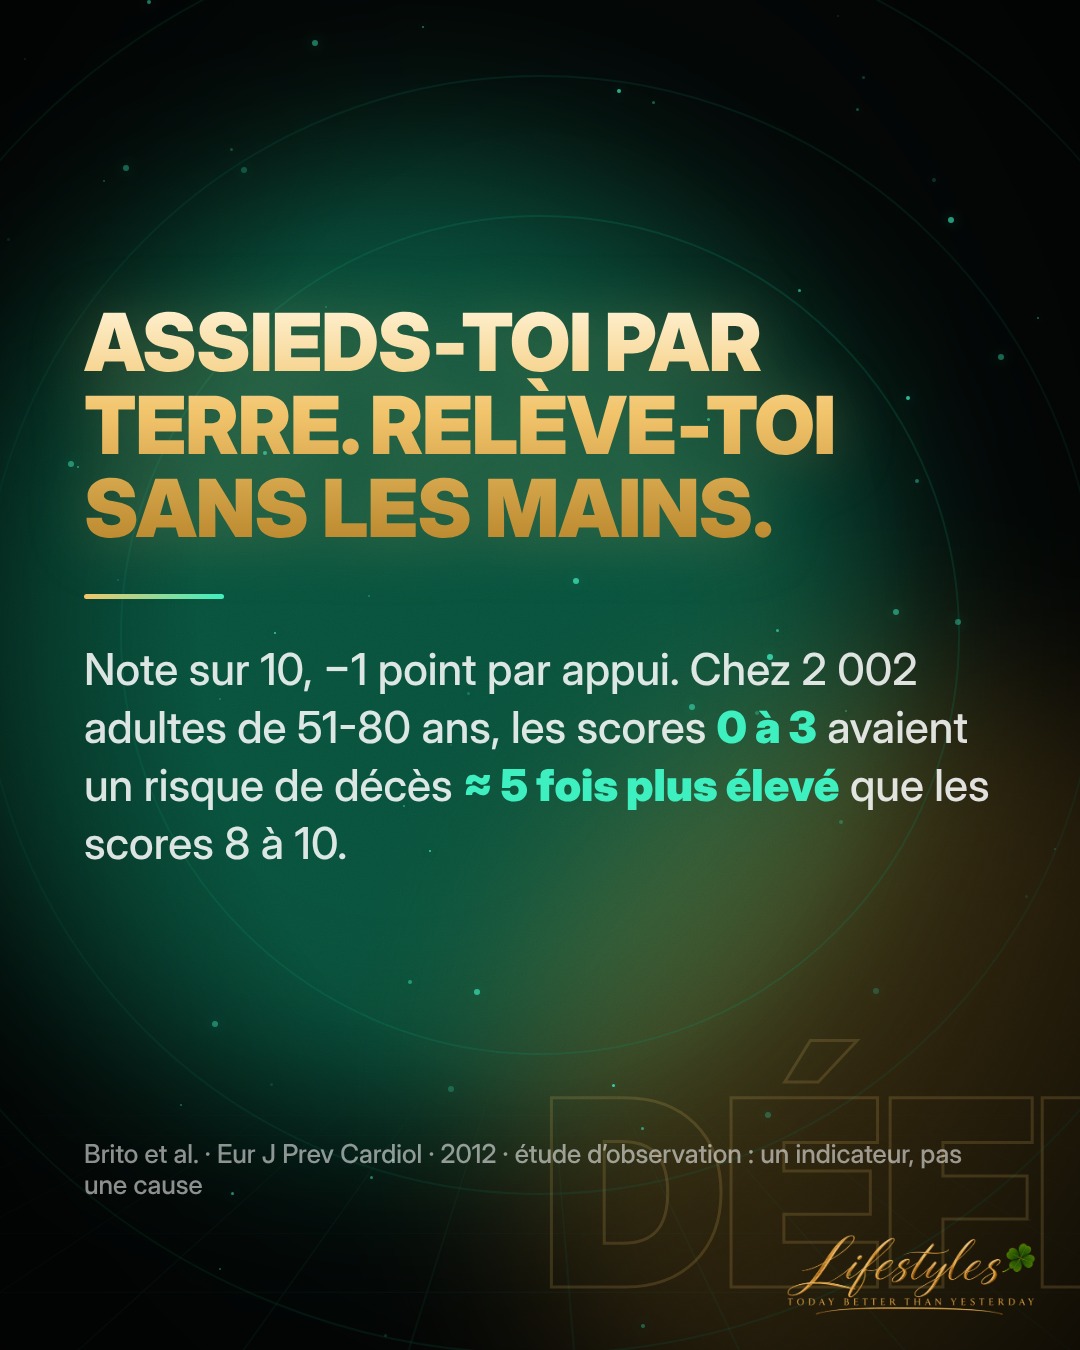 ASSIEDS-TOI PAR
TERRE. RELÈVE-TOI
SANS LES MAINS.
Note sur 10, −1 point par appui. Chez 2 002
adultes de 51-80 ans, les scores 0 à 3 avaient
un risque de décès ≈ 5 fois plus élevé que les
scores 8 à 10.
Brito et al. · Eur J Prev Cardiol · 2012 · étude d’observation : un indicateur, pas
une cause
DÉFI
Lifestyles
TODAY BETTER THAN YESTERDAY